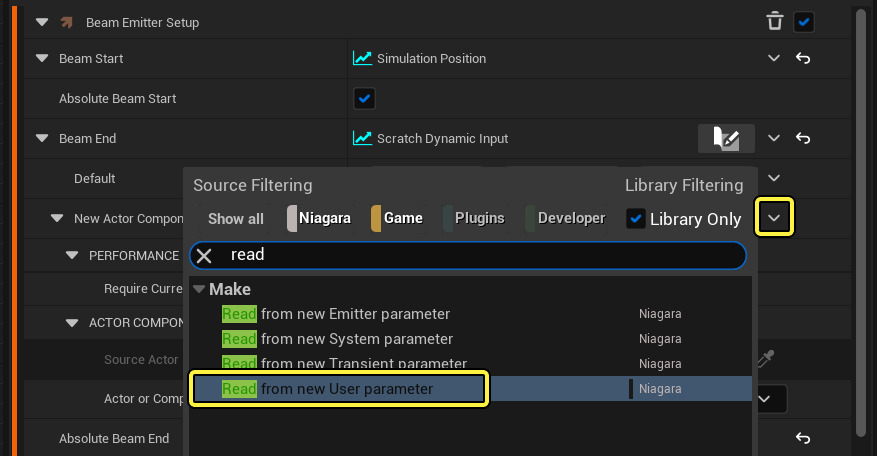 Beam Emitter Setup
Beam Start Simulation Position
Absolute Beam Start
Beam End Scratch Dynamic Input
Default
Source Filtering Library Filtering
Show all Niagara Game Plugins Developer Library Only
New Actor Compon
read
PERFORMANCE
Make
Require Curre
Read from new Emitter parameter Niagara
Read from new System parameter Niagara
ACTOR COMPON
Read from new Transient parameter Niagara
Source Actor
Read from new User parameter Niagara
Actor or Comp
Absolute Beam End